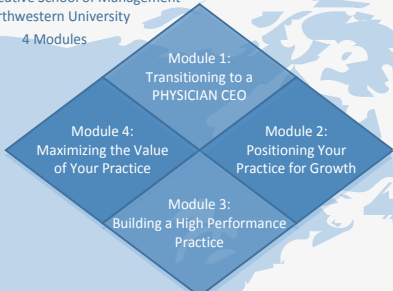 School of Management
Northwestern University
4 Modules
Module 1:
Transitioning to a
PHYSICIAN CEO
Module 4:
Maximizing the Value
of Your Practice
Module 2:
Positioning Your
Practice for Growth
Module 3:
Building a High Performance
Practice